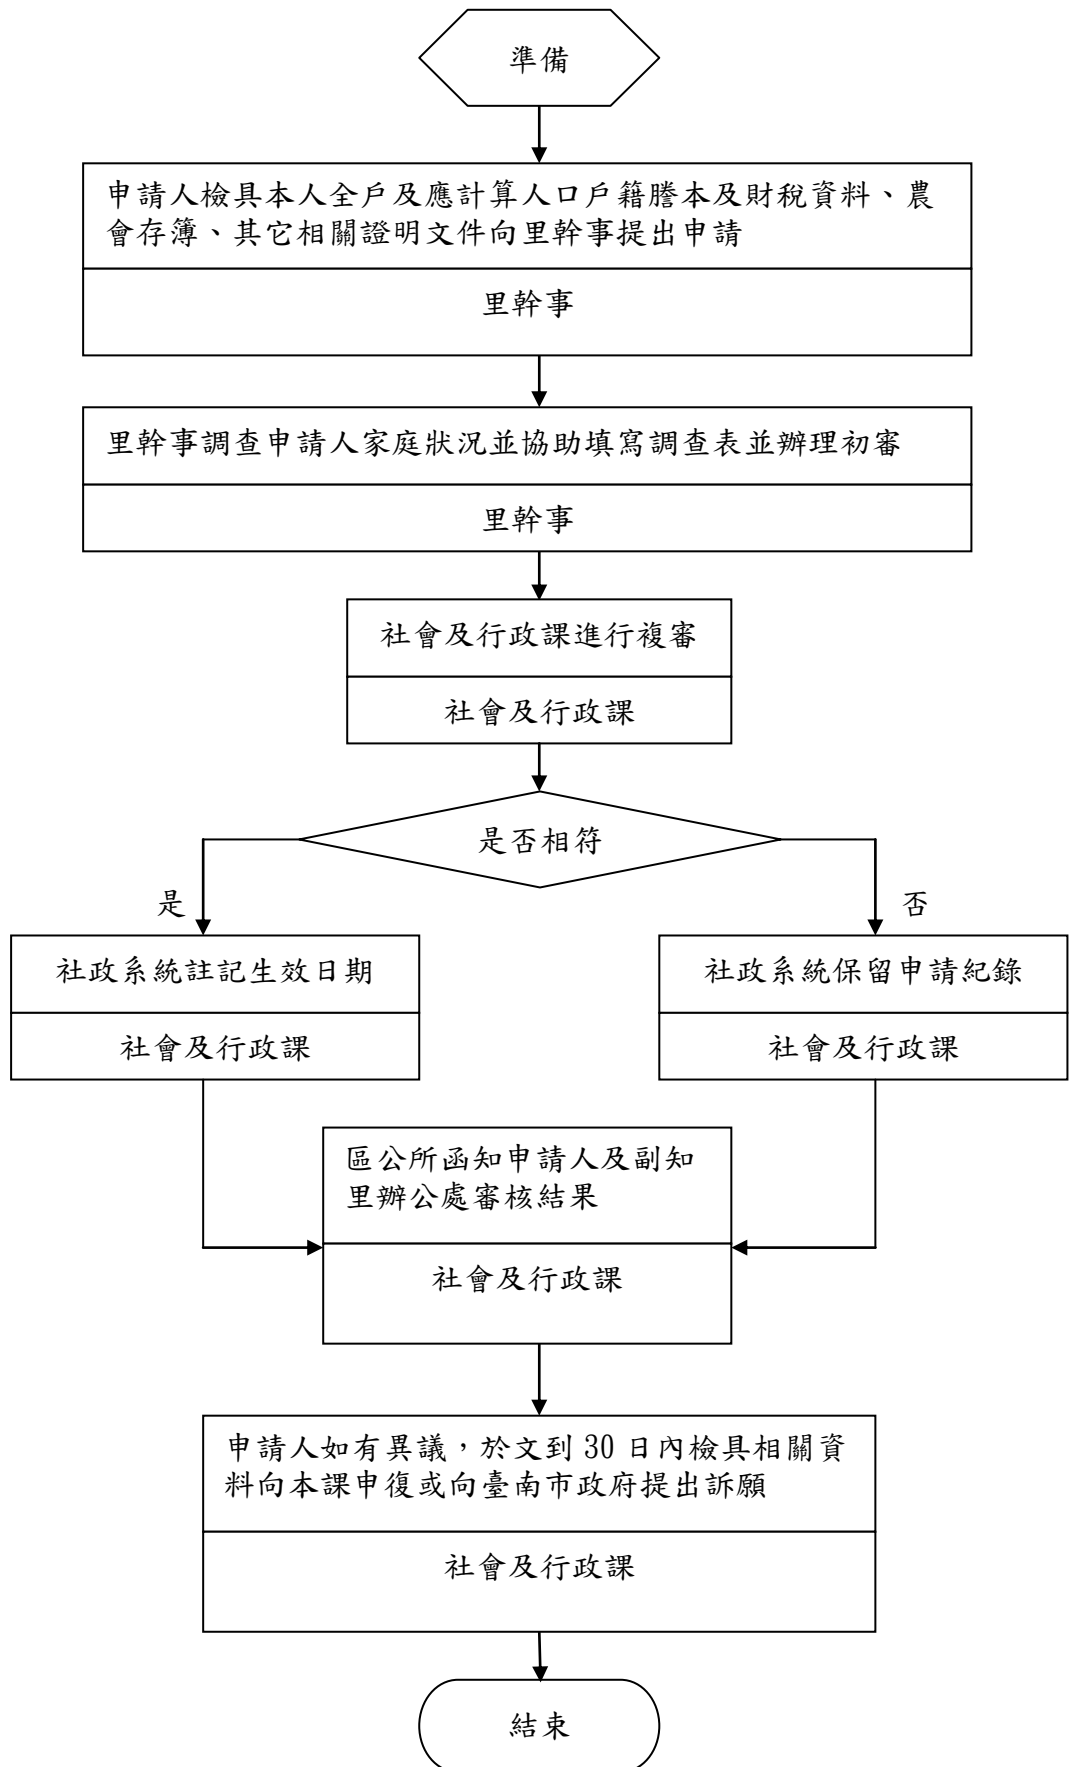 準備
申請人檢具本人全戶及應計算人口戶籍謄本及財稅資料、農
會存簿、其它相關證明文件向里幹事提出申請
里幹事
里幹事調查申請人家庭狀況並協助填寫調查表並辦理初審
里幹事
社會及行政課進行複審
社會及行政課
是否相符
是
否
社政系統註記生效日期
社會及行政課
社政系統保留申請紀錄
社會及行政課
區公所函知申請人及副知
里辦公處審核結果
社會及行政課
申請人如有異議，於文到 30 日內檢具相關資
料向本課申復或向臺南市政府提出訴願
社會及行政課
結束